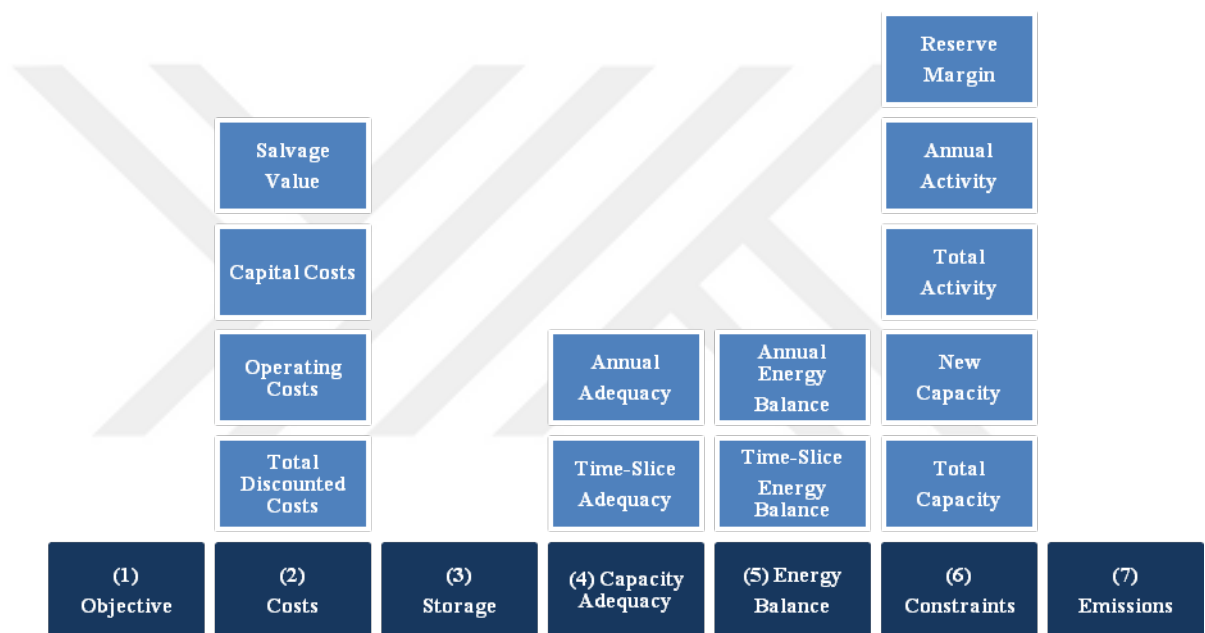 Reserve
Margin
Salvage
Value
Annual
Activity
Capital Costs
Total
Activity
Operating
Costs
Annual
Adequacy
Annual
Energy
Balance
New
Capacity
Total
Discounted
Costs
Time-Slice
Adequacy
Time-Slice
Energy
Balance
Total
Capacity
(1)
Objective
(2)
Costs
(3)
Storage
(4) Capacity
Adequacy
(5) Energy
Balance
(6)
Constraints
(7)
Emissions